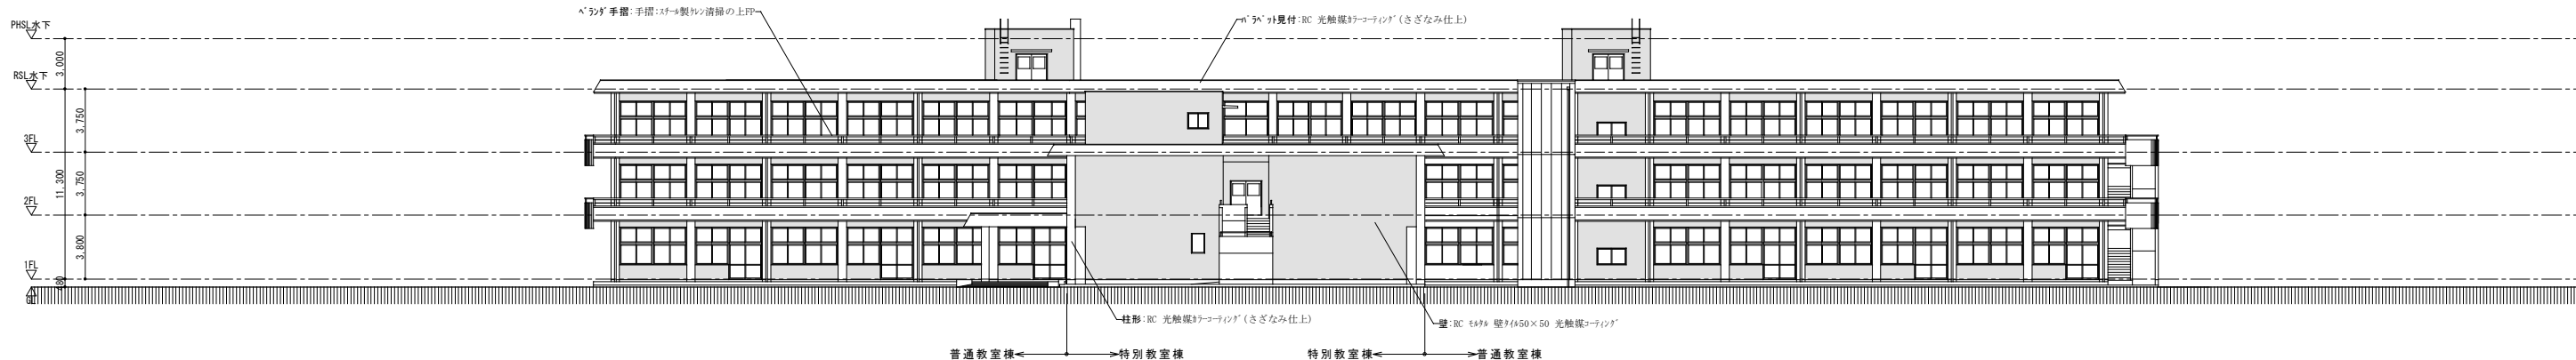 ﾍﾞﾗﾝﾀﾞ手摺:手摺:ｽﾁｰﾙ製ｹﾚﾝ清掃の上FP
ﾊﾟﾗﾍﾟｯﾄ見付:RC 光触媒ｶﾗｰｺｰﾃｨﾝｸﾞ(さざなみ仕上)
PHSL水下
3,000
RSL水下
3,750
3FL
11,300
3,750
2FL
3,800
1FL
GL
柱形:RC 光触媒ｶﾗｰｺｰﾃｨﾝｸﾞ(さざなみ仕上)
壁:RC ﾓﾙﾀﾙ 壁ﾀｲﾙ50×50 光触媒ｺｰﾃｨﾝｸﾞ
普通教室棟
特別教室棟
特別教室棟
普通教室棟